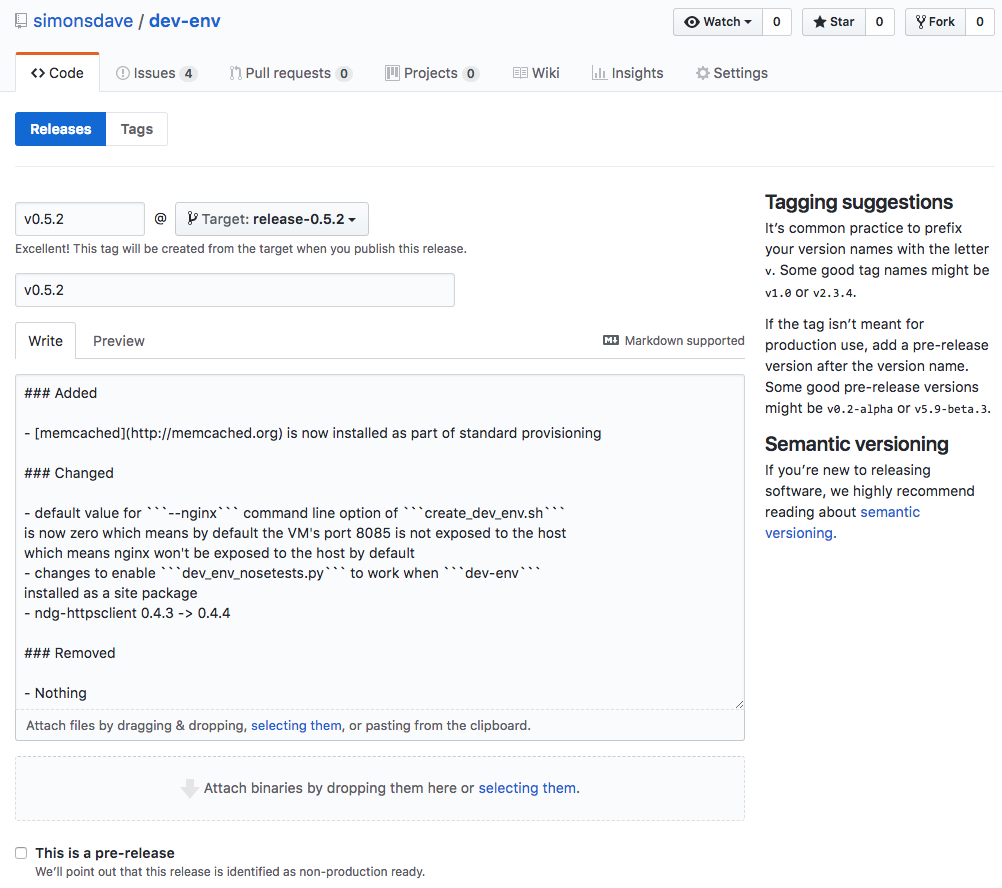 simonsdave / dev-env
Watch 0 Star 0 Fork 0
Code Issues 4 Pull requests 0 Projects 0 Wiki Insights Settings
Releases Tags
v0.5.2 @ Target: release-0.5.2
Excellent! This tag will be created from the target when you publish this release.
v0.5.2
Write Preview Markdown supported
### Added
- [memcached](http://memcached.org) is now installed as part of standard provisioning
### Changed
- default value for ```--nginx``` command line option of ```create_dev_env.sh```
is now zero which means by default the VM's port 8085 is not exposed to the host
which means nginx won't be exposed to the host by default
- changes to enable ```dev_env_nosetests.py``` to work when ```dev-env```
installed as a site package
- ndg-httpsclient 0.4.3 -> 0.4.4
### Removed
- Nothing
Attach files by dragging & dropping, selecting them, or pasting from the clipboard.
Attach binaries by dropping them here or selecting them.
This is a pre-release
We’ll point out that this release is identified as non-production ready.
Tagging suggestions
It’s common practice to prefix
your version names with the letter
v. Some good tag names might be
v1.0 or v2.3.4.
If the tag isn’t meant for
production use, add a pre-release
version after the version name.
Some good pre-release versions
might be v0.2-alpha or v5.9-beta.3.
Semantic versioning
If you’re new to releasing
software, we highly recommend
reading about semantic
versioning.